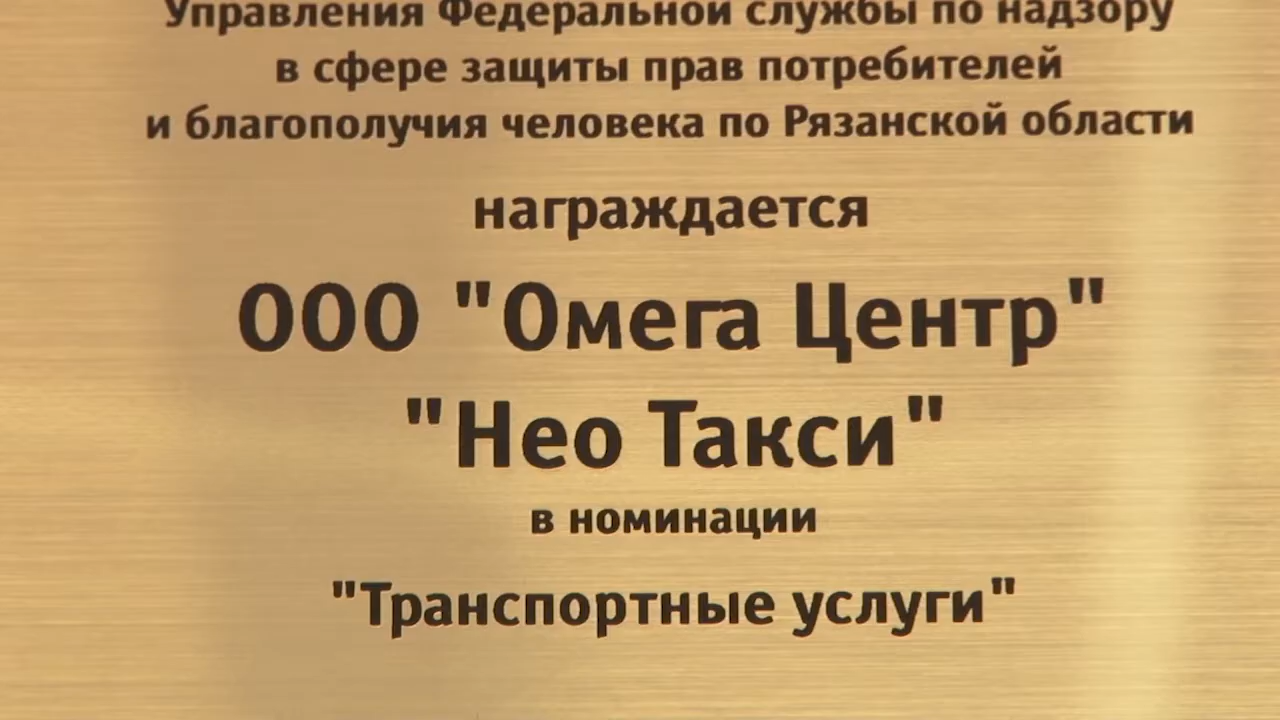 Управления Федеральной службы по надзору
в сфере защиты прав потребителей
и благополучия человека по Рязанской области
награждается
ООО "Омега Центр"
"Нео Такси"
в номинации
"Транспортные услуги"